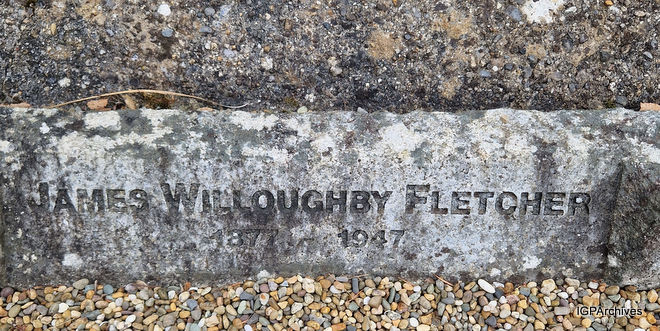 JAMES WILLOUGHBY FLETCHER
1877 - 1947
IGPArchives